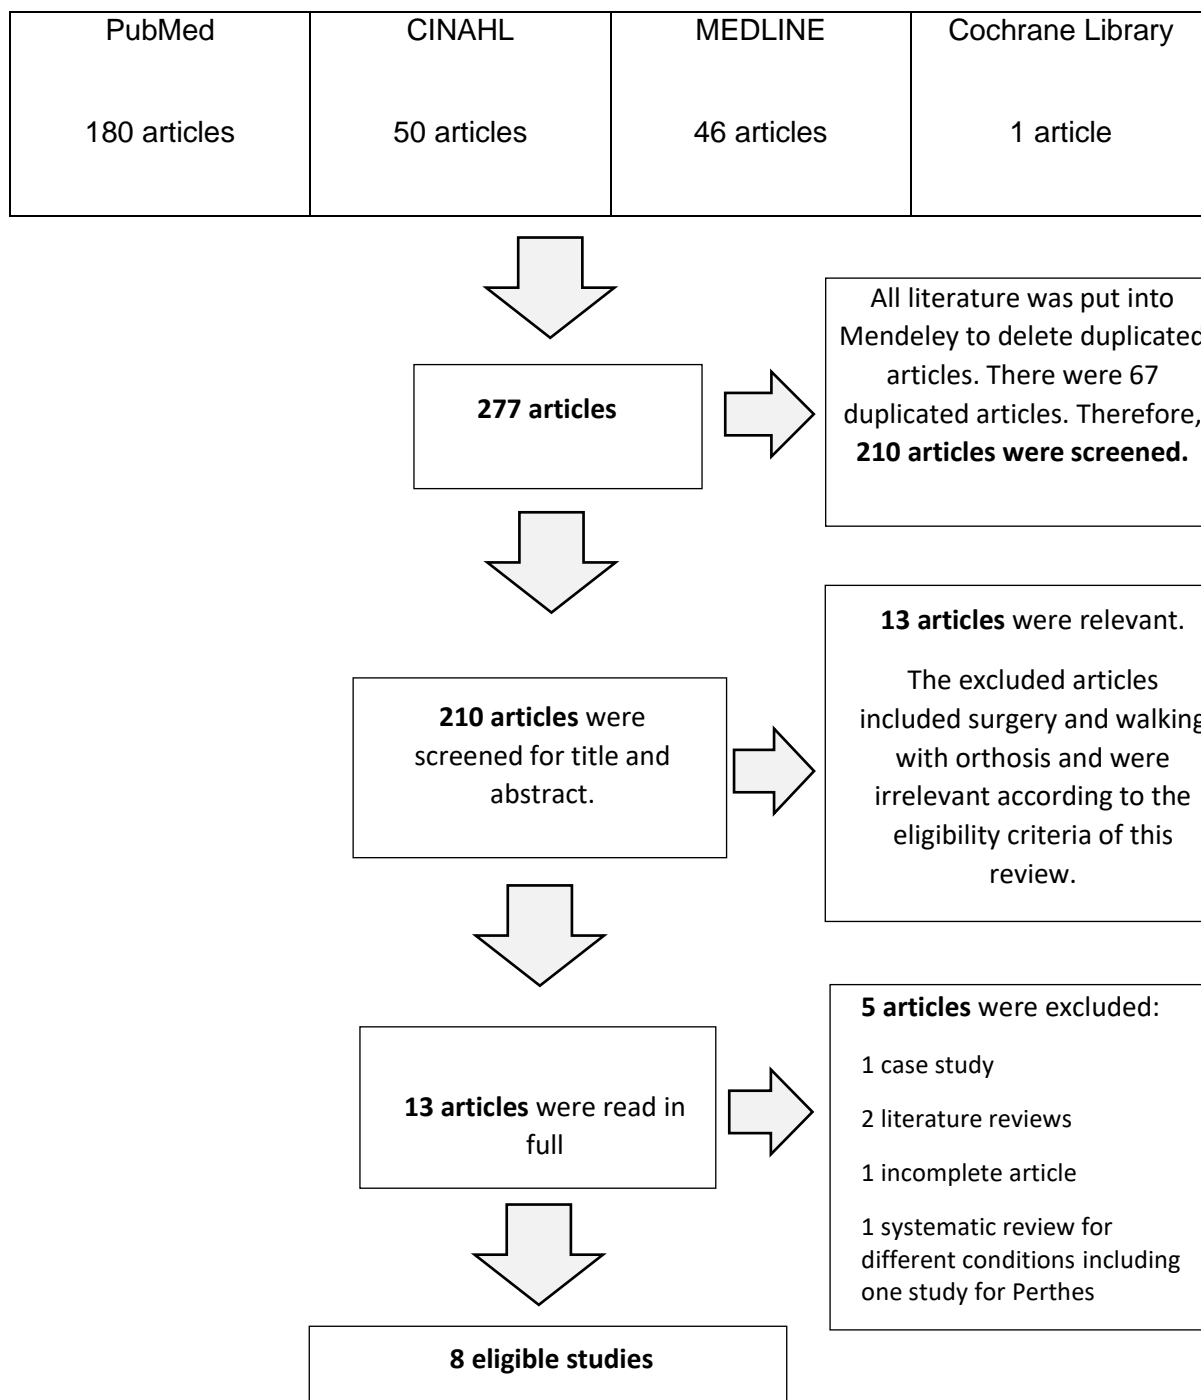 PubMed
180 articles
CINAHL
50 articles
MEDLINE
46 articles
Cochrane Library
1 article
277 articles
All literature was put into
Mendeley to delete duplicated
articles. There were 67
duplicated articles. Therefore,
210 articles were screened.
210 articles were
screened for title and
abstract.
13 articles were relevant.
The excluded articles
included surgery and walking
with orthosis and were
irrelevant according to the
eligibility criteria of this
review.
13 articles were read in
full
5 articles were excluded:
1 case study
2 literature reviews
1 incomplete article
1 systematic review for
different conditions including
one study for Perthes
8 eligible studies